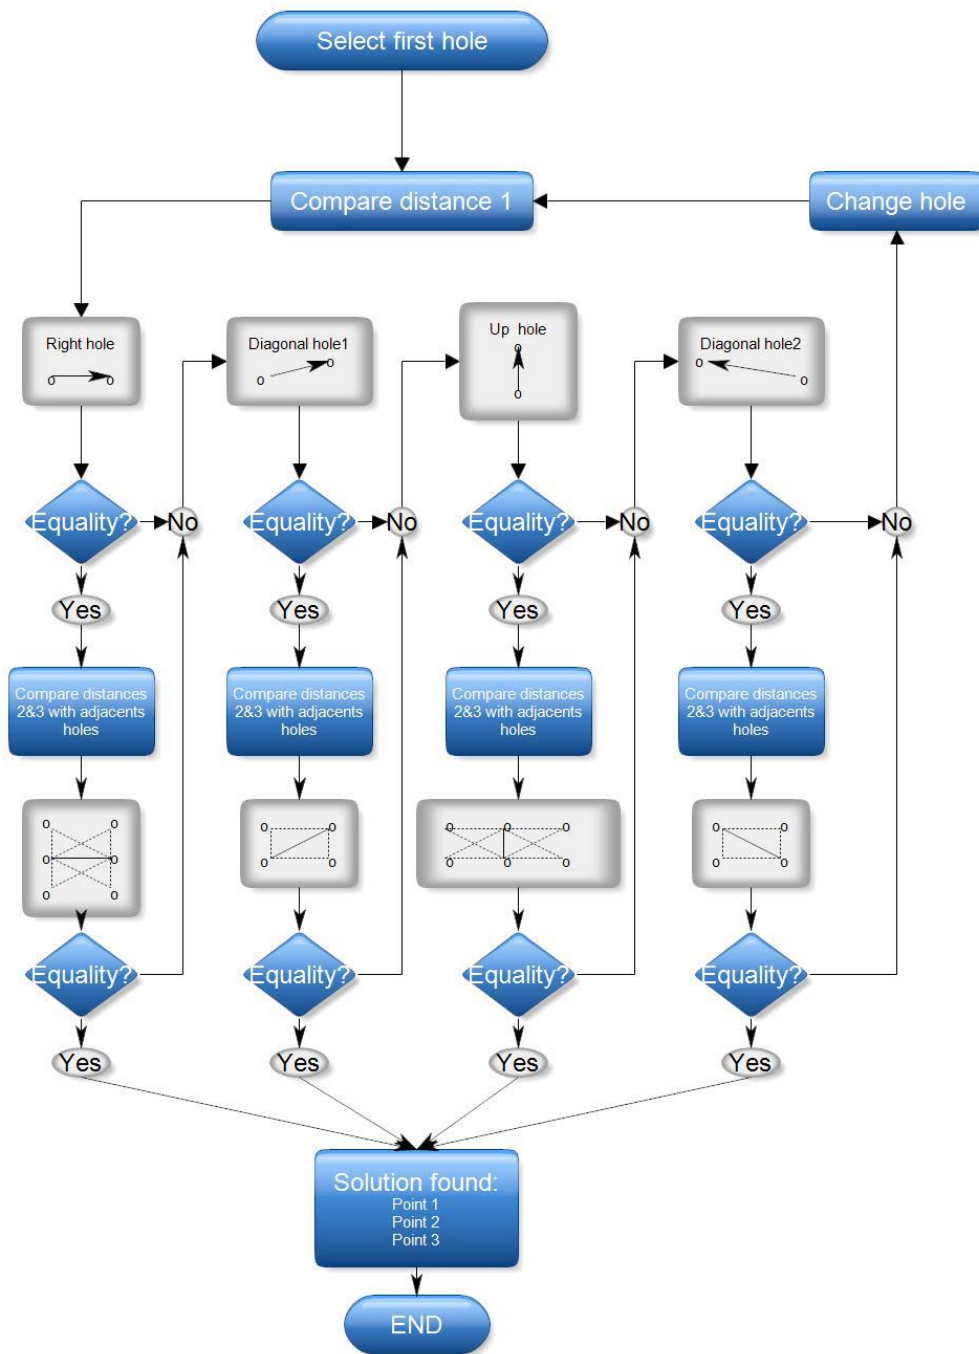 Select first hole
Compare distance 1
Change hole
Right hole
Diagonal hole1
Up hole
Diagonal hole2
Equality?
No
Equality?
No
Equality?
No
Equality?
No
Yes
Yes
Yes
Yes
Compare distances
2&3 with adjacents
holes
Compare distances
2&3 with adjacents
holes
Compare distances
2&3 with adjacents
holes
Compare distances
2&3 with adjacents
holes
Equality?
Equality?
Equality?
Equality?
Yes
Yes
Yes
Yes
Solution found:
Point 1
Point 2
Point 3
END